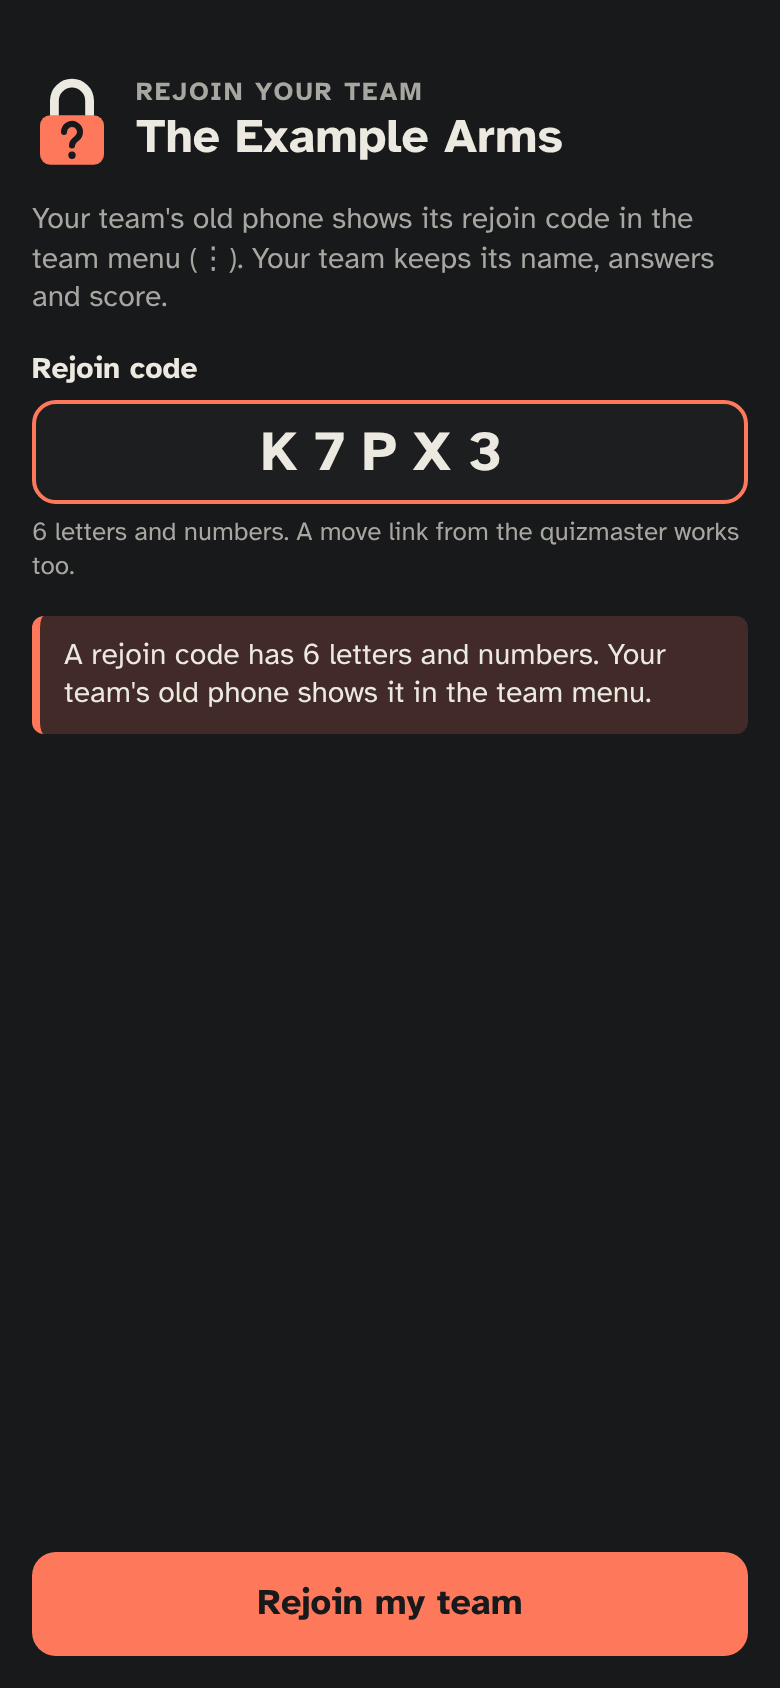 REJOIN YOUR TEAM
The Example Arms
Your team's old phone shows its rejoin code in the
team menu (⋮). Your team keeps its name, answers
and score.
Rejoin code
K7PX3
6 letters and numbers. A move link from the quizmaster works
too.
A rejoin code has 6 letters and numbers. Your
team's old phone shows it in the team menu.
Rejoin my team